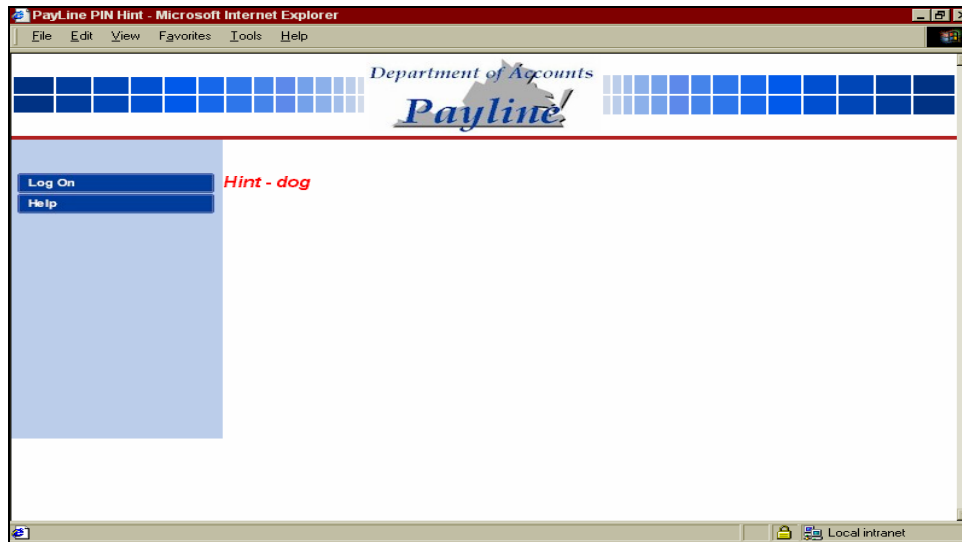 PayLine PIN Hint - Microsoft Internet Explorer
File Edit View Favorites Tools Help
Department of Accounts
Payline
Log On
Hint - dog
Help
Local intranet